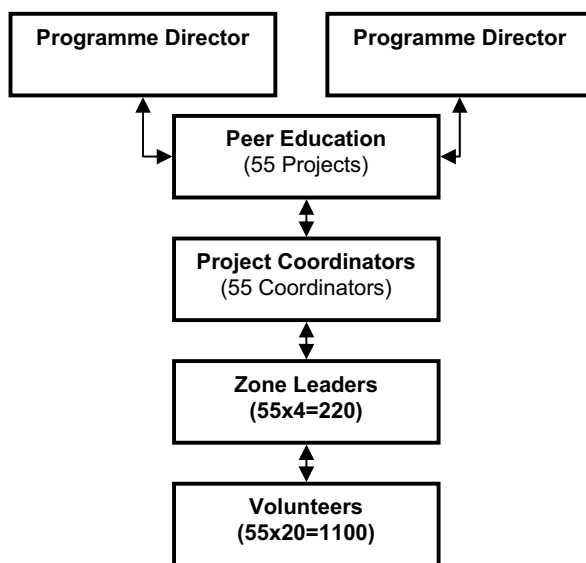 Programme Director
Programme Director
Peer Education
(55 Projects)
Project Coordinators
(55 Coordinators)
Zone Leaders
(55x4=220)
Volunteers
(55x20=1100)